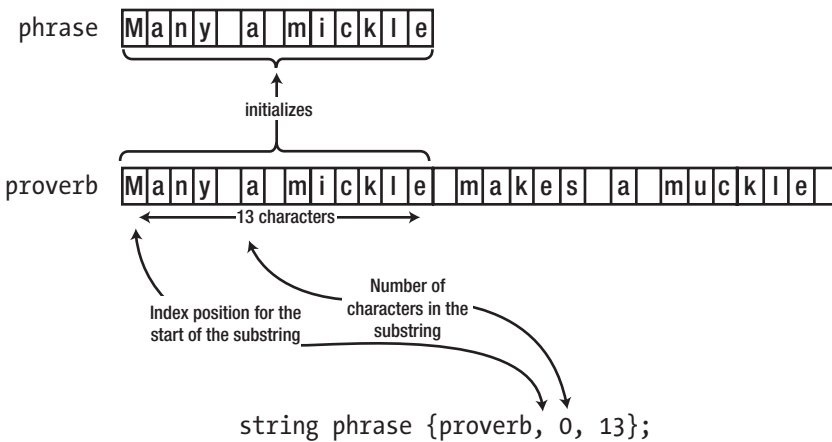 phrase Many a mickle
initializes
proverb Many a mickle makes a muckle
13 characters
Number of
characters in the
substring
Index position for the
start of the substring
string phrase {proverb, 0, 13};